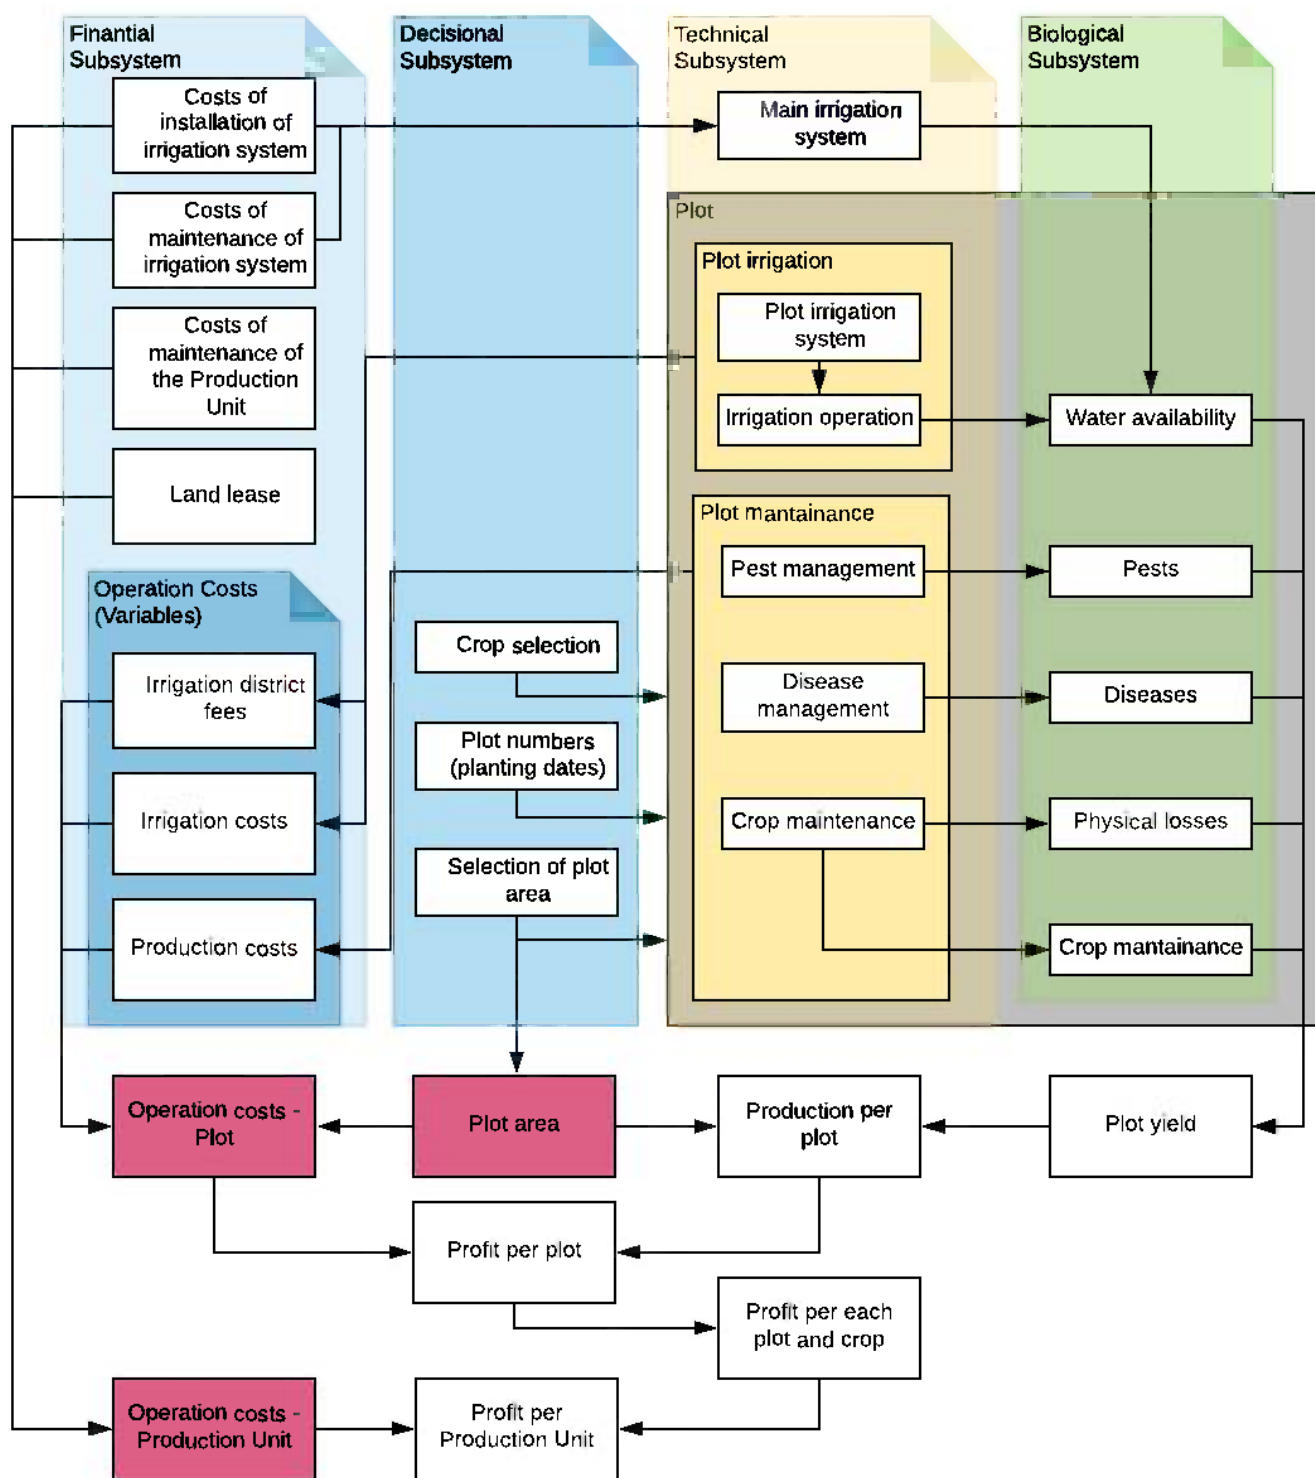 Finantial
Subsystem
Costs of
installation of
irrigation system
Costs of
maintenance of
irrigation system
Costs of
maintenance of
the Production
Unit
Land lease
Operation Costs
(Variables)
Irrigation district
fees
Irrigation costs
Production costs
Decisional
Subsystem
Crop selection
Plot numbers
(planting dates)
Selection of plot
area
Technical
Subsystem
Main irrigation
system
Plot
Plot irrigation
Plot irrigation
system
Irrigation operation
Plot mantainance
Pest management
Disease
management
Crop maintenance
Biological
Subsystem
Water availability
Pests
Diseases
Physical losses
Crop mantainance
Operation costs -
Plot
Plot area
Production per
plot
Plot yield
Profit per plot
Profit per each
plot and crop
Operation costs -
Production Unit
Profit per
Production Unit